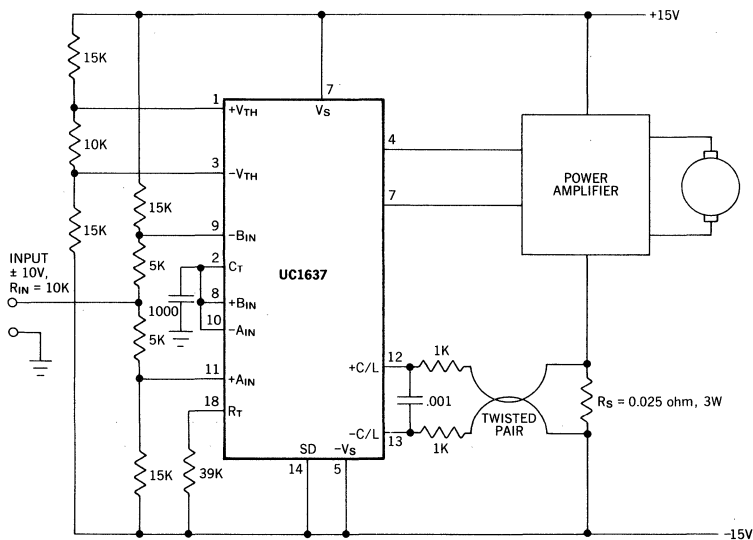 +15V
15K
7
1
+VTH
VS
4
10K
3
-VTH
POWER
AMPLIFIER
7
15K
15K
9
-BIN
INPUT
± 10V,
RIN = 10K
5K
2
CT
UC1637
1000
8
+BIN
10
-AIN
5K
12
1K
+C/L
11
+AIN
.001
RS = 0.025 ohm, 3W
18
RT
TWISTED
PAIR
-C/L
13
1K
15K
39K
SD
-VS
14
5
-15V